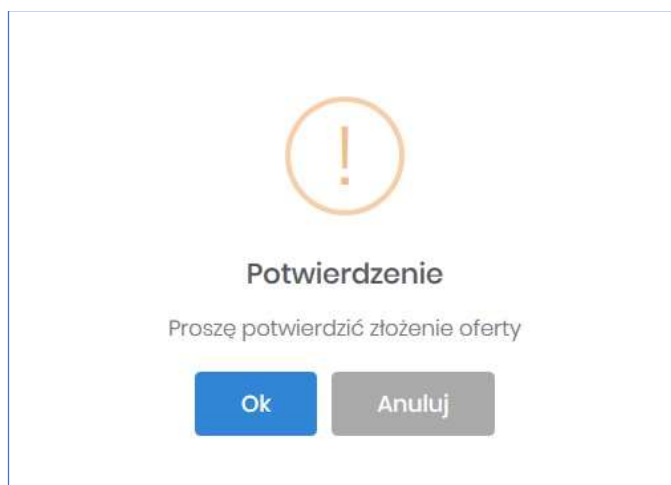 !
Potwierdzenie
Proszę potwierdzić złożenie oferty
Ok
Anuluj